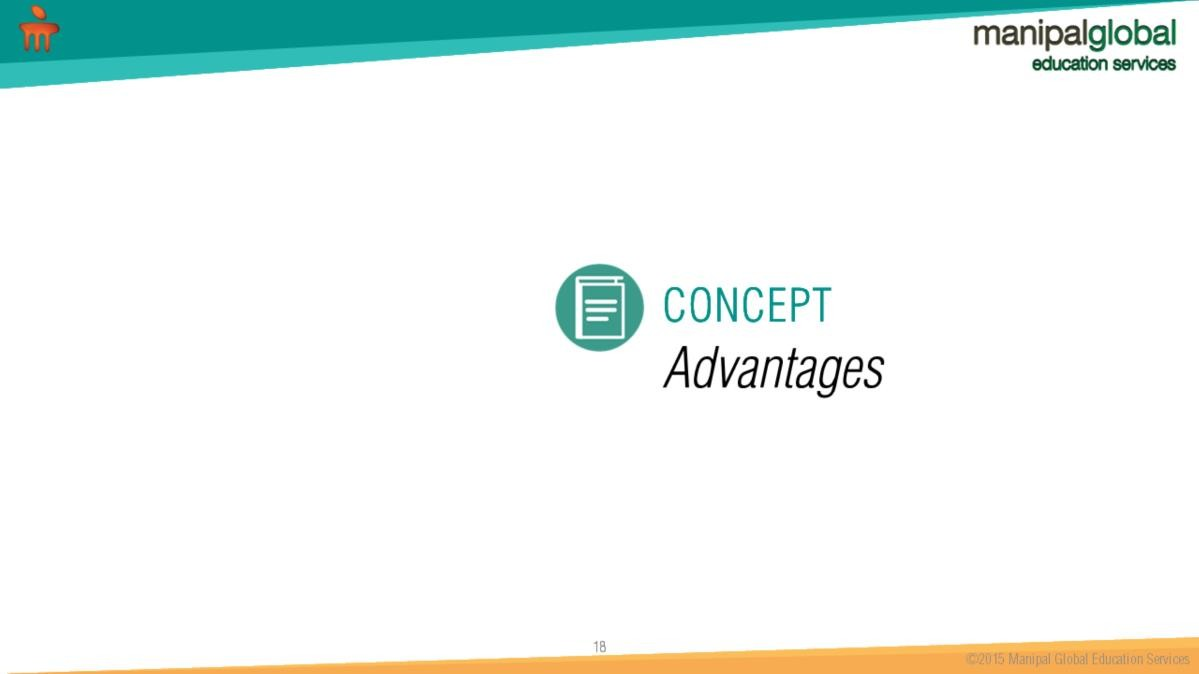 manipalglobal
education services
CONCEPT
Advantages
18
©2015 Manipal Global Education Services